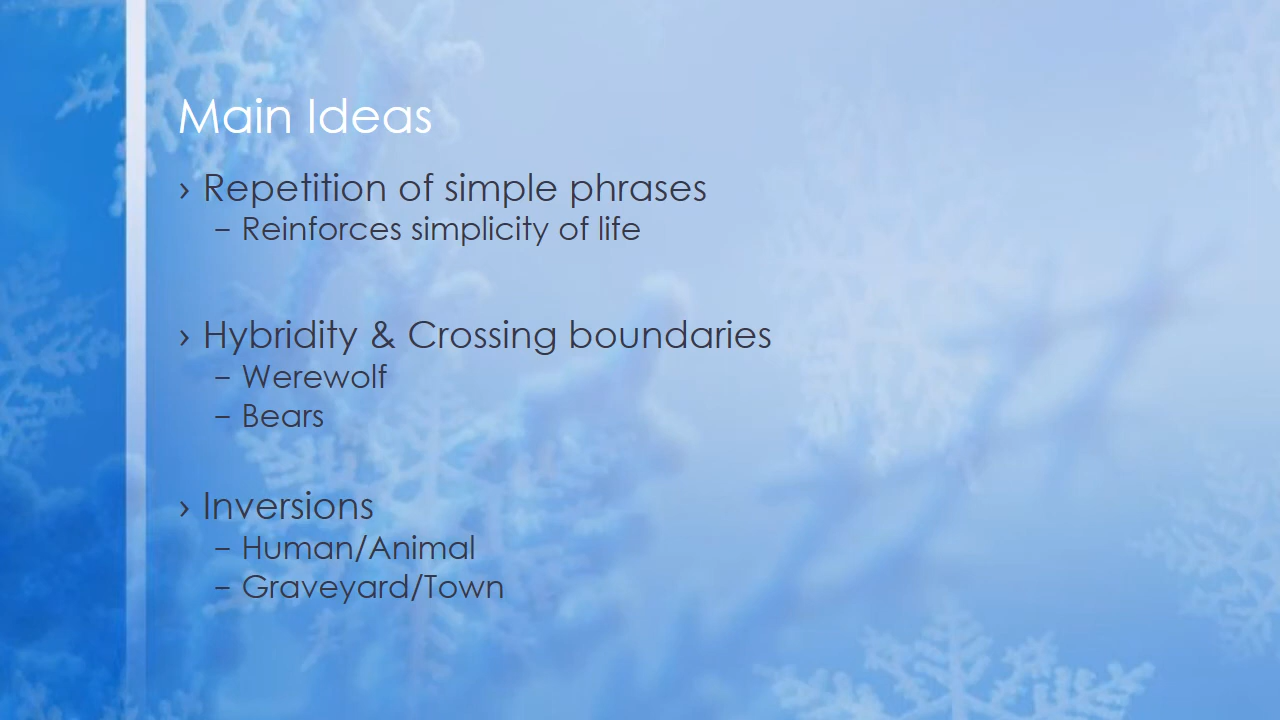 Main Ideas
› Repetition of simple phrases
– Reinforces simplicity of life
› Hybridity & Crossing boundaries
– Werewolf
– Bears
› Inversions
– Human/Animal
– Graveyard/Town